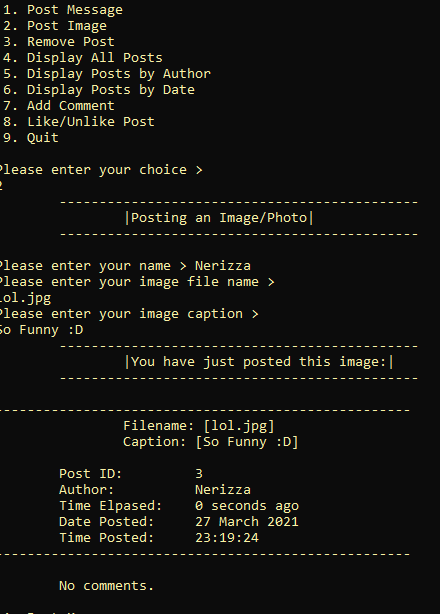 1. Post Message
2. Post Image
3. Remove Post
4. Display All Posts
5. Display Posts by Author
6. Display Posts by Date
7. Add Comment
8. Like/Unlike Post
9. Quit
Please enter your choice >
2
---------------------------------------------
|Posting an Image/Photo|
---------------------------------------------
Please enter your name > Nerizza
Please enter your image file name >
lol.jpg
Please enter your image caption >
So Funny :D
---------------------------------------------
|You have just posted this image:|
---------------------------------------------
----------------------------------------------------
Filename: [lol.jpg]
Caption: [So Funny :D]
Post ID: 3
Author: Nerizza
Time Elpased: 0 seconds ago
Date Posted: 27 March 2021
Time Posted: 23:19:24
----------------------------------------------------
No comments.